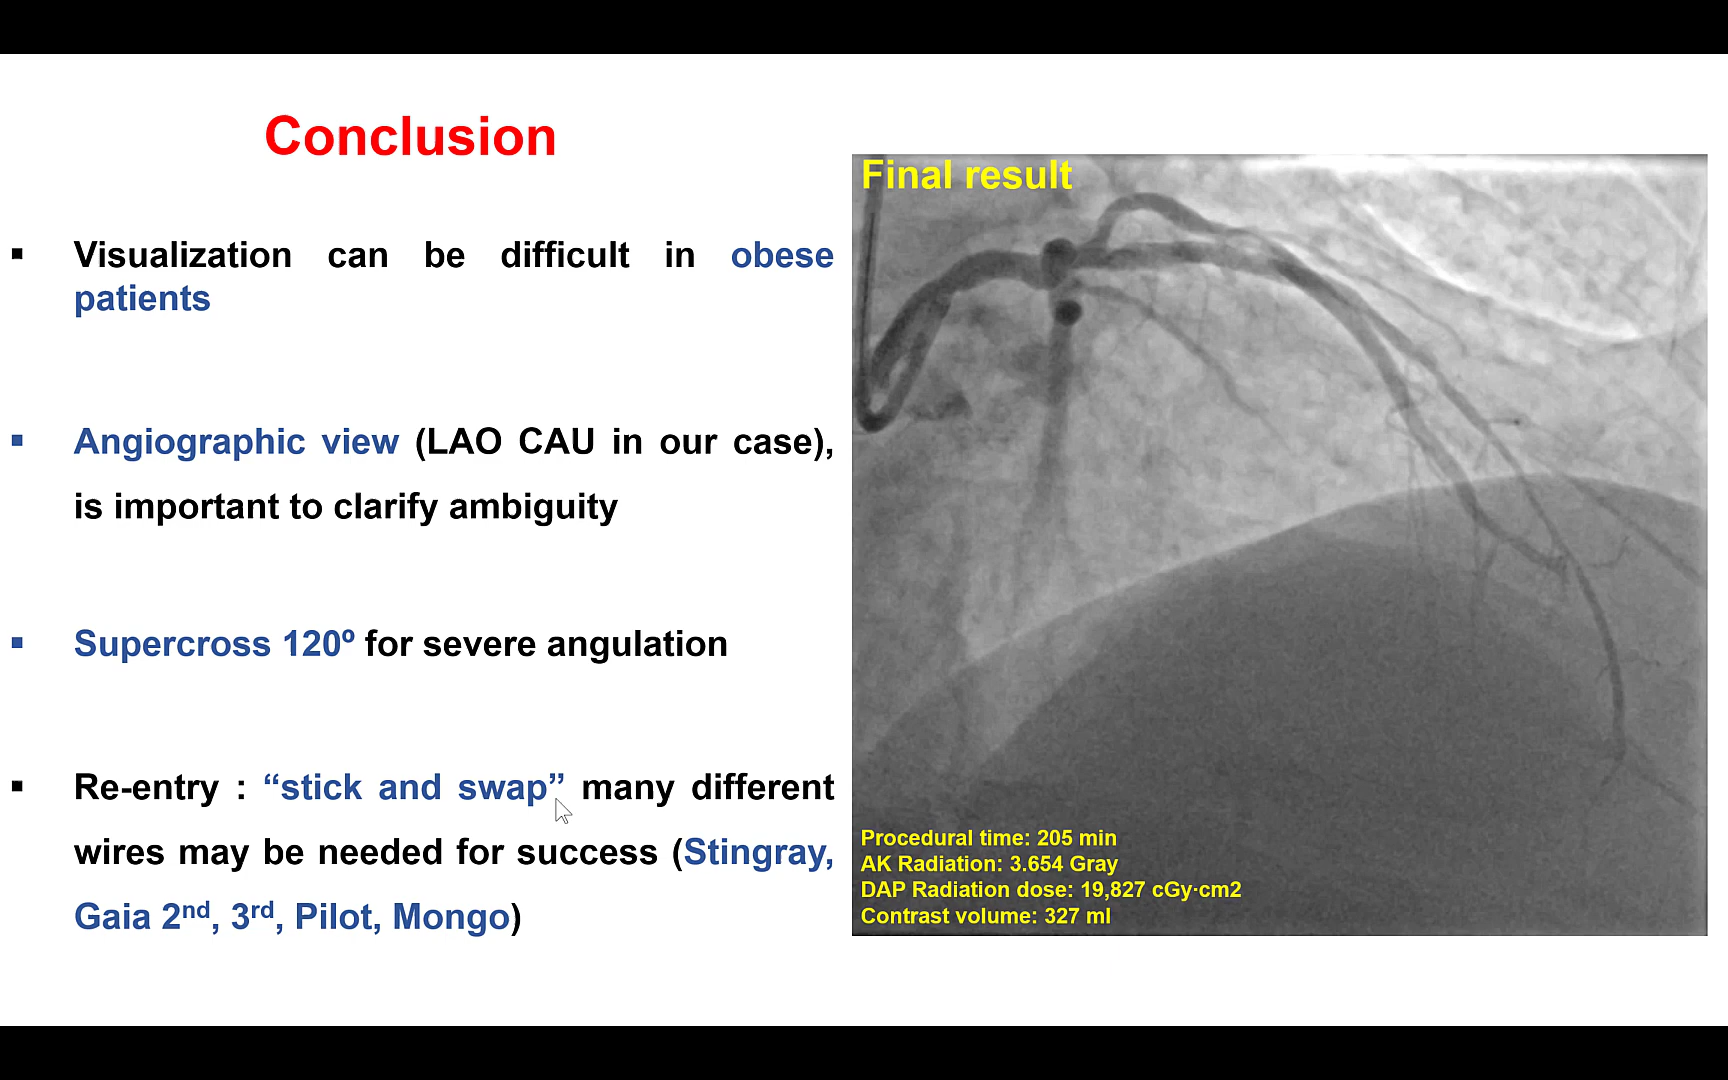 Conclusion
▪ Visualization can be difficult in obese
patients
▪ Angiographic view (LAO CAU in our case),
is important to clarify ambiguity
▪ Supercross 120º for severe angulation
▪ Re-entry : “stick and swap” many different
wires may be needed for success (Stingray,
Gaia 2nd, 3rd, Pilot, Mongo)
Final result
Procedural time: 205 min
AK Radiation: 3.654 Gray
DAP Radiation dose: 19,827 cGy·cm2
Contrast volume: 327 ml